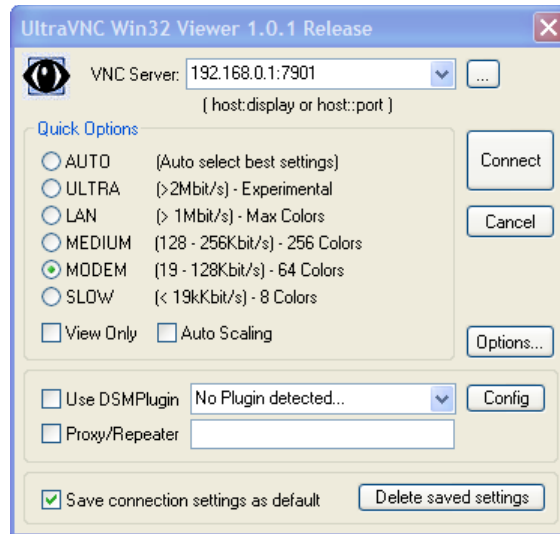 UltraVNC Win32 Viewer 1.0.1 Release
VNC Server: 192.168.0.1:7901 ...
( host:display or host::port )
Quick Options
AUTO (Auto select best settings)
ULTRA (>2Mbit/s) - Experimental
LAN (> 1Mbit/s) - Max Colors
MEDIUM (128 - 256Kbit/s) - 256 Colors
MODEM (19 - 128Kbit/s) - 64 Colors
SLOW (< 19kKbit/s) - 8 Colors
View Only Auto Scaling
Connect
Cancel
Options...
Use DSMPlugin No Plugin detected... Config
Proxy/Repeater
Save connection settings as default Delete saved settings